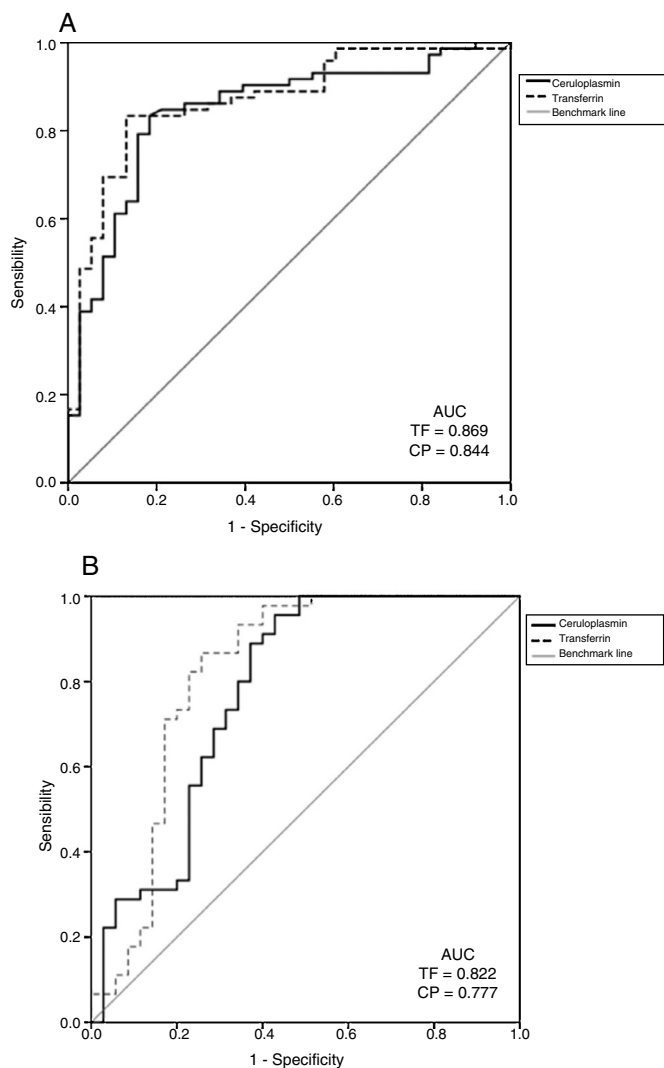 A
1.0
0.8
0.6
0.4
0.2
0.0
Sensibility
0.0 0.2 0.4 0.6 0.8 1.0
1 - Specificity
Ceruloplasmin
Transferrin
Benchmark line
AUC
TF = 0.869
CP = 0.844
B
1.0
0.8
0.6
0.4
0.2
0.0
Sensibility
0.0 0.2 0.4 0.6 0.8 1.0
1 - Specificity
Ceruloplasmin
Transferrin
Benchmark line
AUC
TF = 0.822
CP = 0.777